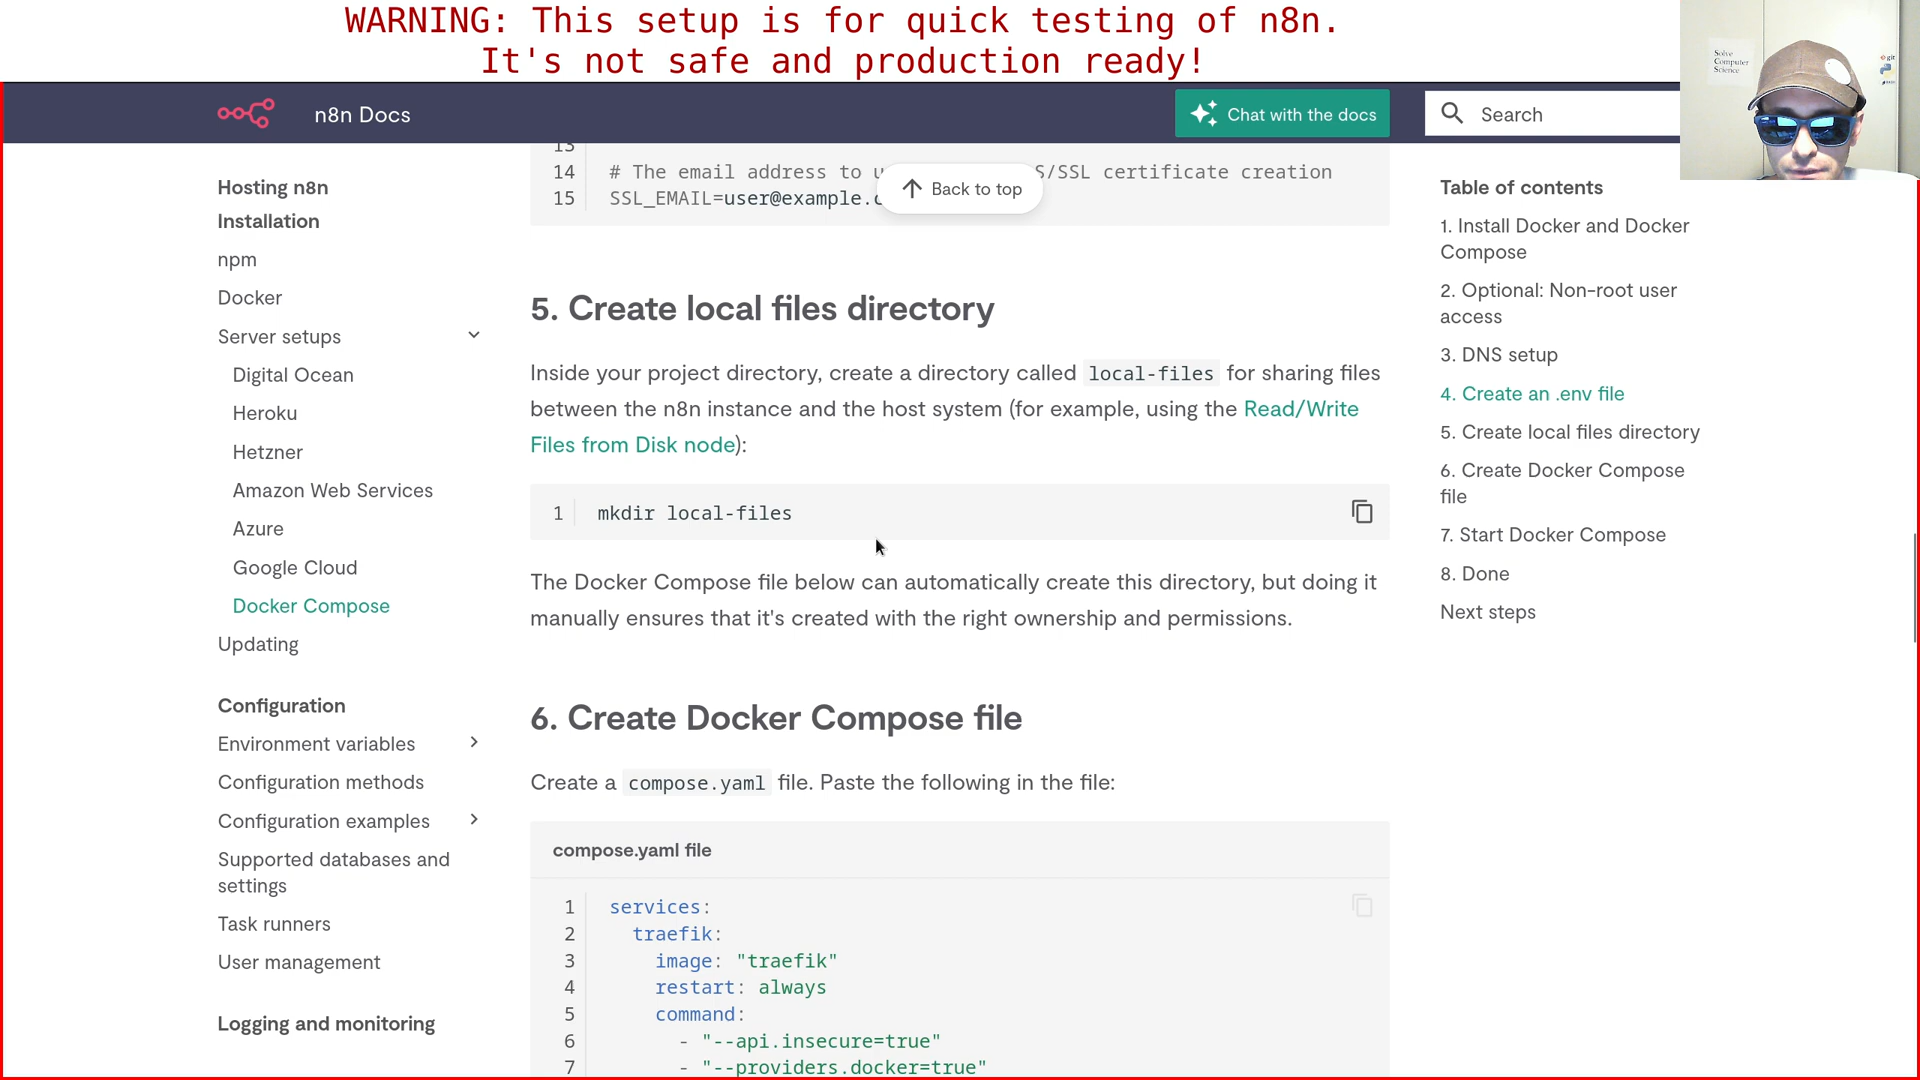 WARNING: This setup is for quick testing of n8n.
It's not safe and production ready!
Solve
Computer
Science
git
n8n Docs
Chat with the docs
Search
Hosting n8n
Installation
npm
Docker
Server setups
Digital Ocean
Heroku
Hetzner
Amazon Web Services
Azure
Google Cloud
Docker Compose
Updating
Configuration
Environment variables
Configuration methods
Configuration examples
Supported databases and
settings
Task runners
User management
Logging and monitoring
13
14 # The email address to S/SSL certificate creation
15 SSL_EMAIL=user@example.
Back to top
5. Create local files directory
Inside your project directory, create a directory called local-files for sharing files
between the n8n instance and the host system (for example, using the Read/Write
Files from Disk node):
1 mkdir local-files
The Docker Compose file below can automatically create this directory, but doing it
manually ensures that it's created with the right ownership and permissions.
6. Create Docker Compose file
Create a compose.yaml file. Paste the following in the file:
compose.yaml file
1 services:
2 traefik:
3 image: "traefik"
4 restart: always
5 command:
6 - "--api.insecure=true"
7 - "--providers.docker=true"
Table of contents
1. Install Docker and Docker
Compose
2. Optional: Non-root user
access
3. DNS setup
4. Create an .env file
5. Create local files directory
6. Create Docker Compose
file
7. Start Docker Compose
8. Done
Next steps